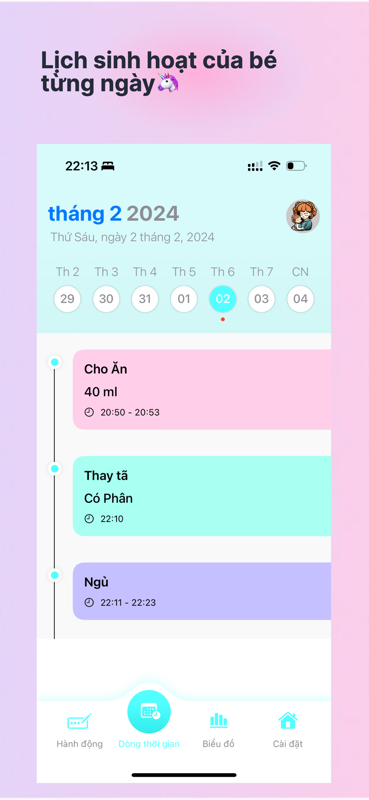 Lịch sinh hoạt của bé
từng ngày🦄
22:13
tháng 2 2024
Thứ Sáu, ngày 2 tháng 2, 2024
Th 2 Th 3 Th 4 Th 5 Th 6 Th 7 CN
29 30 31 01 02 03 04
Cho Ăn
40 ml
20:50 - 20:53
Thay tã
Có Phân
22:10
Ngủ
22:11 - 22:23
Hành động Dòng thời gian Biểu đồ Cài đặt